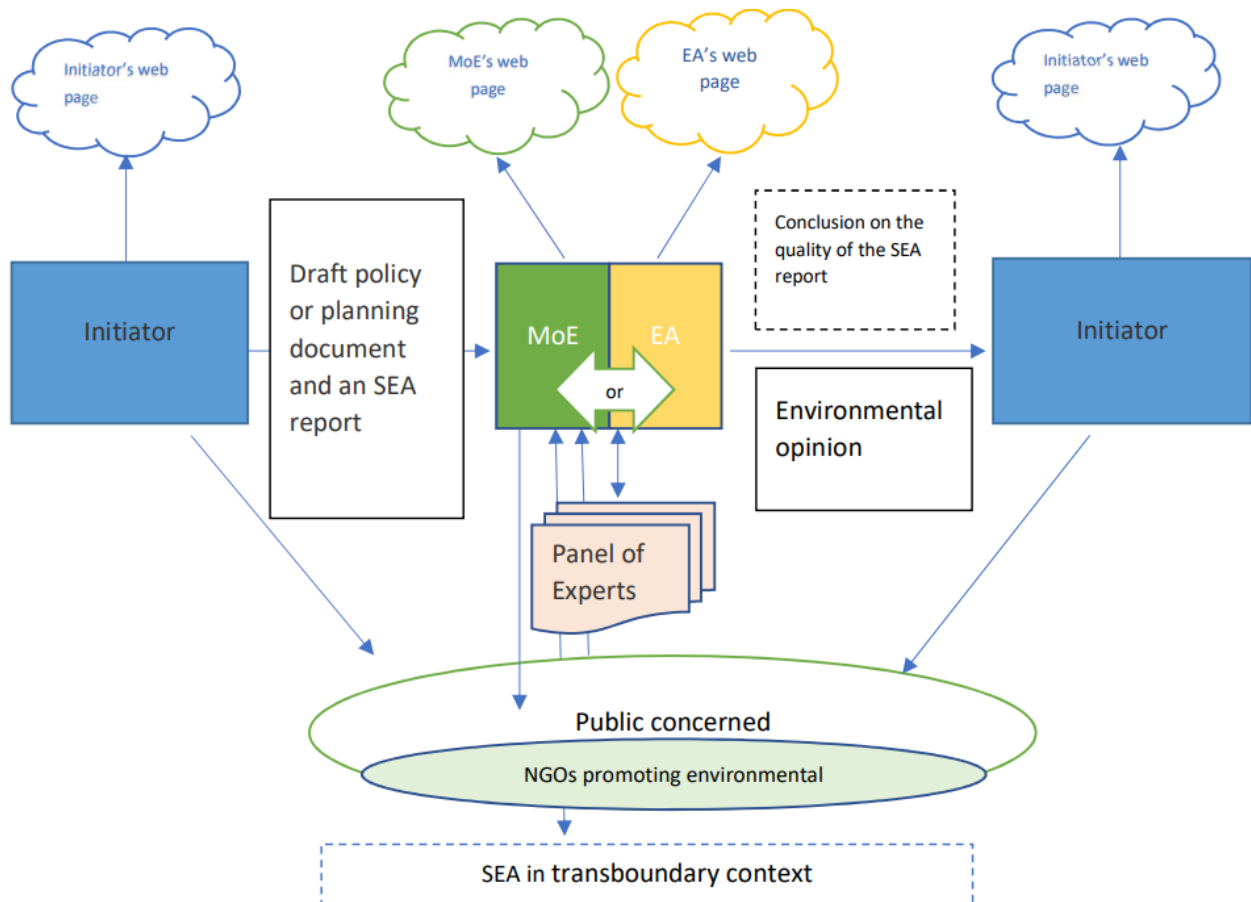 Initiator's web
page
MoE's web
page
EA's web
page
Initiator's web
page
Initiator
Draft policy
or planning
document
and an SEA
report
MoE
EA
or
Conclusion on the
quality of the SEA
report
Environmental
opinion
Initiator
Panel of
Experts
Public concerned
NGOs promoting environmental
SEA in transboundary context